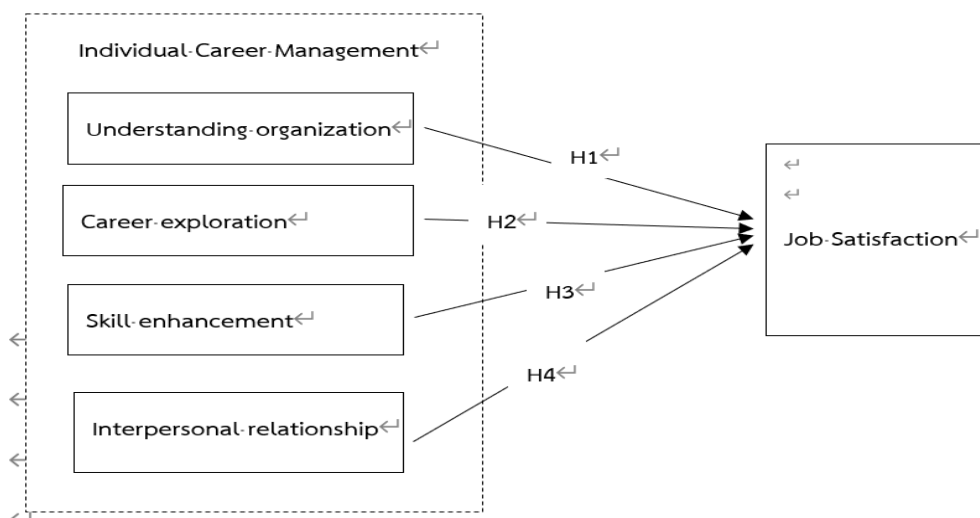 Individual Career Management
Understanding organization
H1
Career exploration
H2
Job Satisfaction
Skill enhancement
H3
H4
Interpersonal relationship